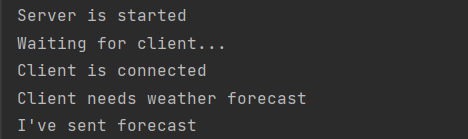 Server is started
Waiting for client...
Client is connected
Client needs weather forecast
I've sent forecast